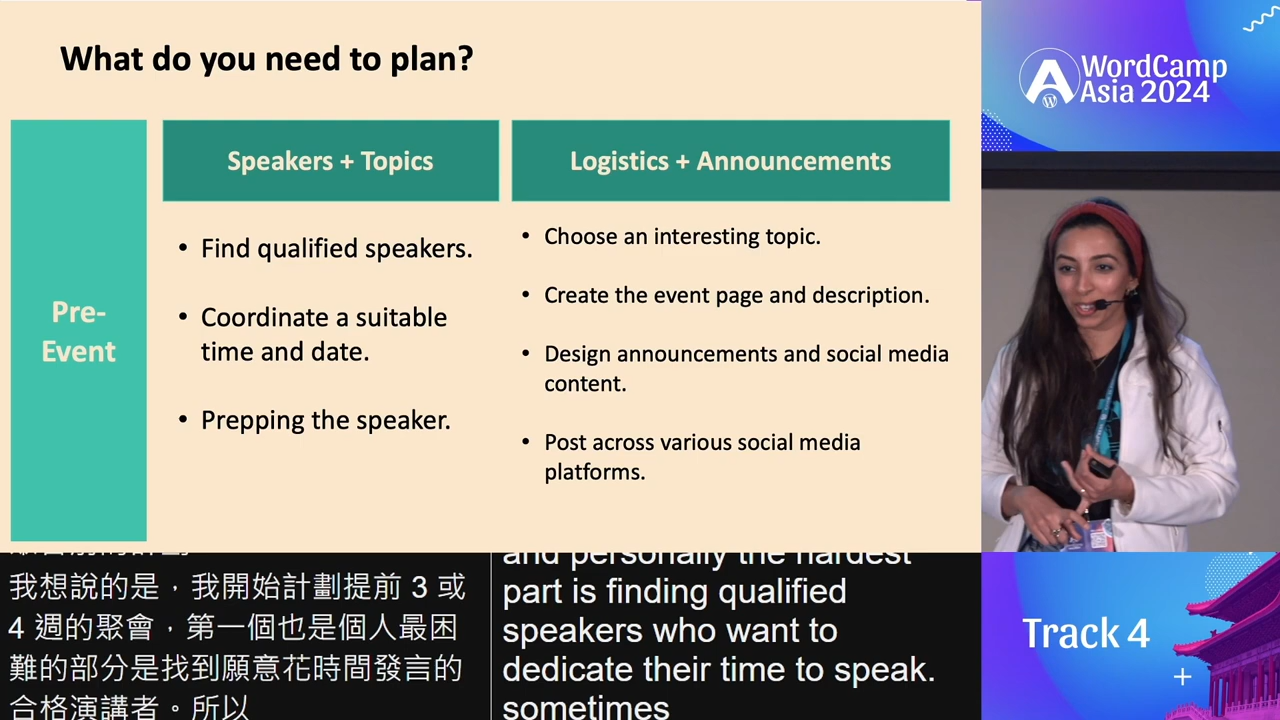 What do you need to plan?
Speakers + Topics
Logistics + Announcements
Pre-
Event
• Find qualified speakers.
• Coordinate a suitable
time and date.
• Prepping the speaker.
• Choose an interesting topic.
• Create the event page and description.
• Design announcements and social media
content.
• Post across various social media
platforms.
WordCamp
Asia 2024
我想說的是，我開始計劃提前 3 或
4 週的聚會，第一個也是個人最困
難的部分是找到願意花時間發言的
合格演講者。所以
and personally the hardest
part is finding qualified
speakers who want to
dedicate their time to speak.
sometimes
Track 4